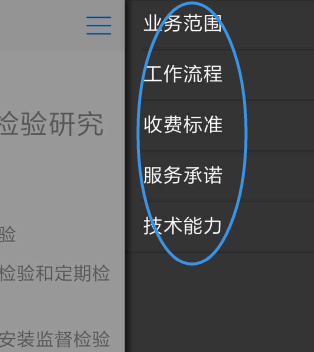 业务范围
工作流程
收费标准
服务承诺
技术能力
检验研究
验
检验和定期检
安装监督检验